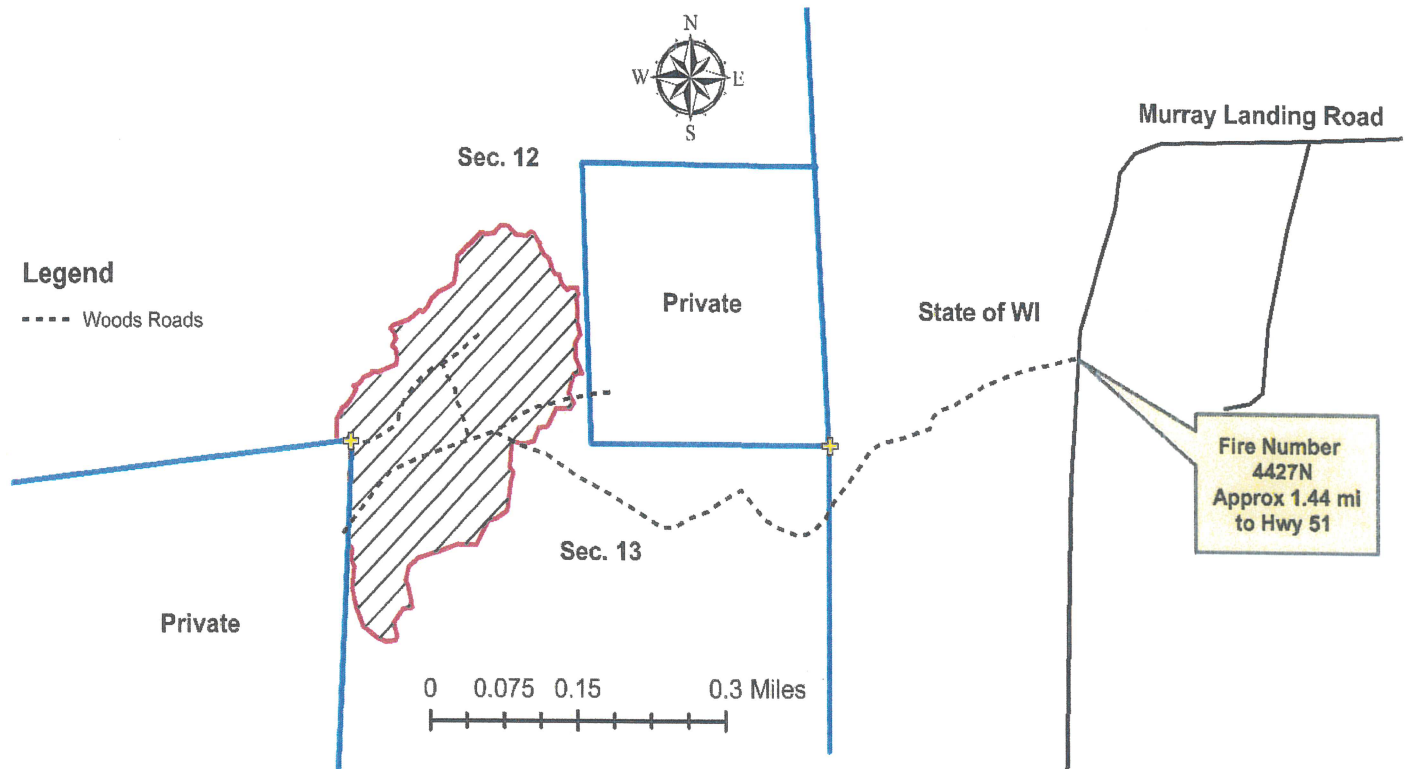 N
W E
S
Murray Landing Road
Sec. 12
Legend
Woods Roads
Private
State of WI
Fire Number
4427N
Approx 1.44 mi
to Hwy 51
Sec. 13
Private
0 0.075 0.15 0.3 Miles